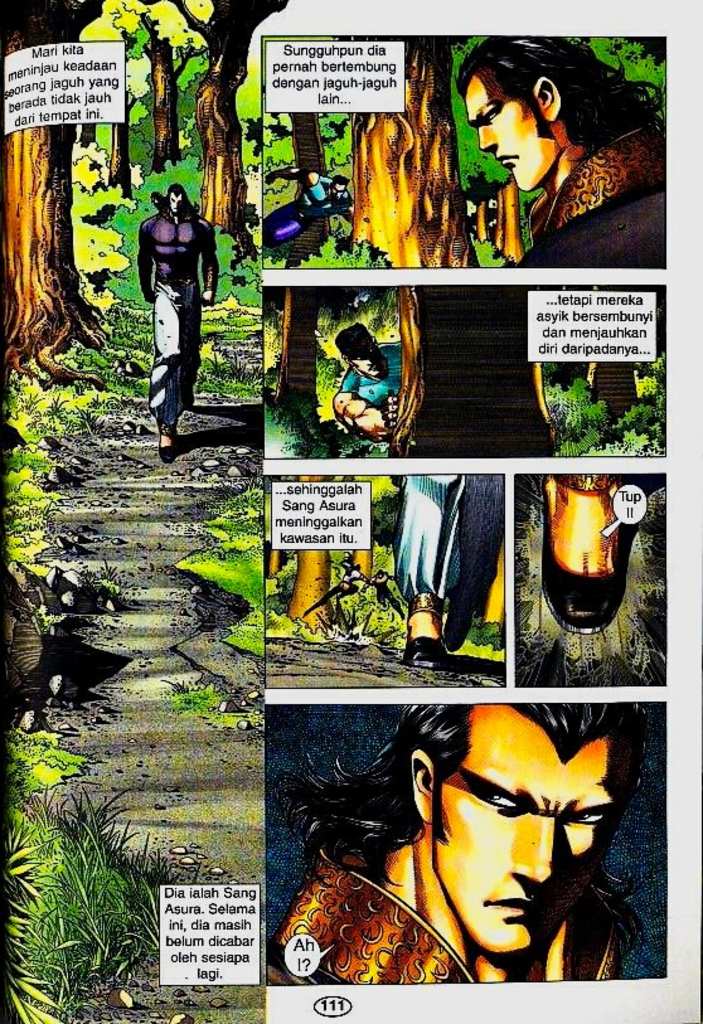 Mari kita
meninjau keadaan
seorang jaguh yang
berada tidak jauh
dari tempat ini.
Dia ialah Sang
Asura. Selama
ini, dia masih
belum dicabar
oleh sesiapa
lagi.
Sungguhpun dia
pernah bertembung
dengan jaguh-jaguh
lain...
...tetapi mereka
asyik bersembunyi
dan menjauhkan
diri daripadanya...
...sehinggalah
Sang Asura
meninggalkan
kawasan itu.
Tup
!!
Ah
!?
111